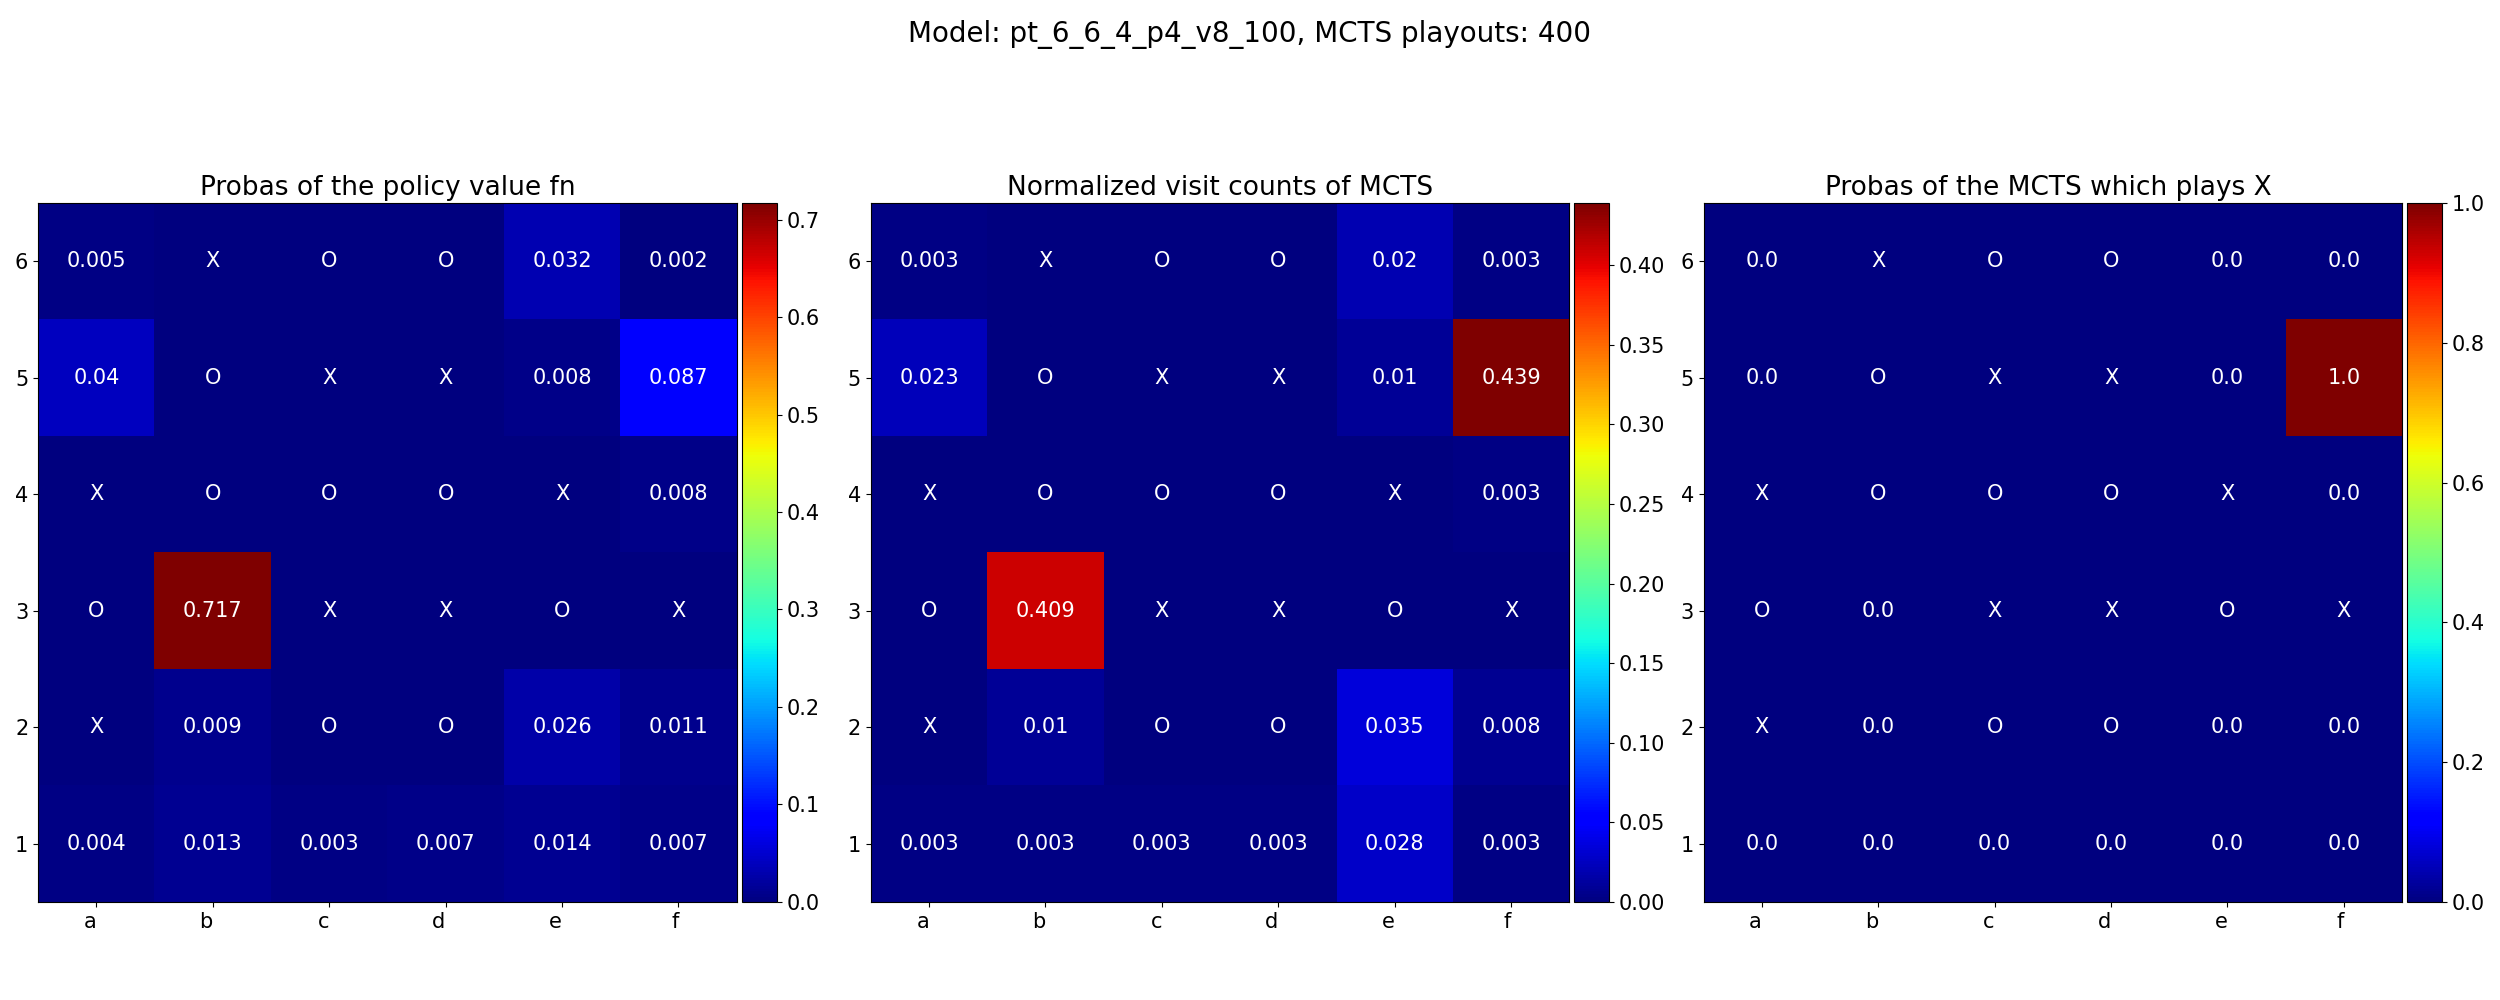 Model: pt_6_6_4_p4_v8_100, MCTS playouts: 400
Probas of the policy value fn
6 0.005 X O O 0.032 0.002
5 0.04 O X X 0.008 0.087
4 X O O O X 0.008
3 O 0.717 X X O X
2 X 0.009 O O 0.026 0.011
1 0.004 0.013 0.003 0.007 0.014 0.007
a b c d e f
0.7
0.6
0.5
0.4
0.3
0.2
0.1
0.0
Normalized visit counts of MCTS
6 0.003 X O O 0.02 0.003
5 0.023 O X X 0.01 0.439
4 X O O O X 0.003
3 O 0.409 X X O X
2 X 0.01 O O 0.035 0.008
1 0.003 0.003 0.003 0.003 0.028 0.003
a b c d e f
0.40
0.35
0.30
0.25
0.20
0.15
0.10
0.05
0.00
Probas of the MCTS which plays X
6 0.0 X O O 0.0 0.0
5 0.0 O X X 0.0 1.0
4 X O O O X 0.0
3 O 0.0 X X O X
2 X 0.0 O O 0.0 0.0
1 0.0 0.0 0.0 0.0 0.0 0.0
a b c d e f
1.0
0.8
0.6
0.4
0.2
0.0